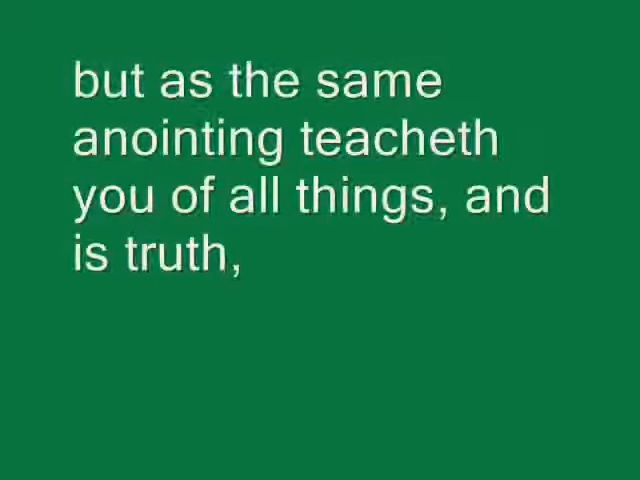 but as the same
anointing teacheth
you of all things, and
is truth,